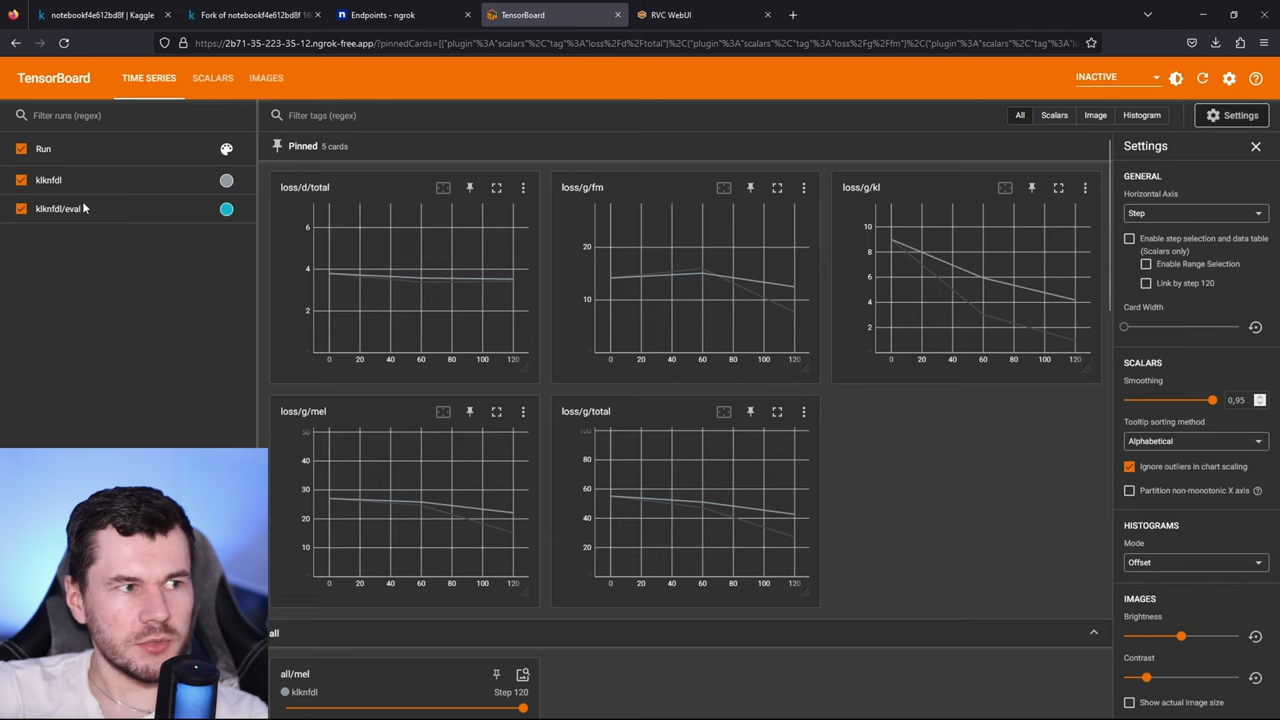 notebookf4e612bd8f | Kaggle
Fork of notebookf4e612bd8f
Endpoints - ngrok
TensorBoard
RVC WebUI
https://2b71-35-223-35-12.ngrok-free.app/?pinnedCards=[{"plugin"%3A"scalars"%2C"tag"%3A"loss%2Fd%2Ftotal"}%2C{"plugin"%3A"scalars"%2C"tag"%3A"loss%2Fg%2Ffm"}%2C{"plugin"%3A"scalars"%2C"tag"%3A"lo
TensorBoard
TIME SERIES
SCALARS
IMAGES
INACTIVE
Filter runs (regex)
Filter tags (regex)
All
Scalars
Image
Histogram
Settings
Run
klknfdl
klknfdl/eval
Pinned 5 cards
loss/d/total
6
4
2
0 20 40 60 80 100 120
loss/g/fm
20
10
0 20 40 60 80 100 120
loss/g/kl
10
8
6
4
2
0 20 40 60 80 100 120
loss/g/mel
50
40
30
20
10
0 20 40 60 80 100 120
loss/g/total
100
80
60
40
20
0 20 40 60 80 100 120
all
all/mel
klknfdl
Step 120
Settings
GENERAL
Horizontal Axis
Step
Enable step selection and data table
(Scalars only)
Enable Range Selection
Link by step 120
Card Width
SCALARS
Smoothing
0,95
Tooltip sorting method
Alphabetical
Ignore outliers in chart scaling
Partition non-monotonic X axis
HISTOGRAMS
Mode
Offset
IMAGES
Brightness
Contrast
Show actual image size